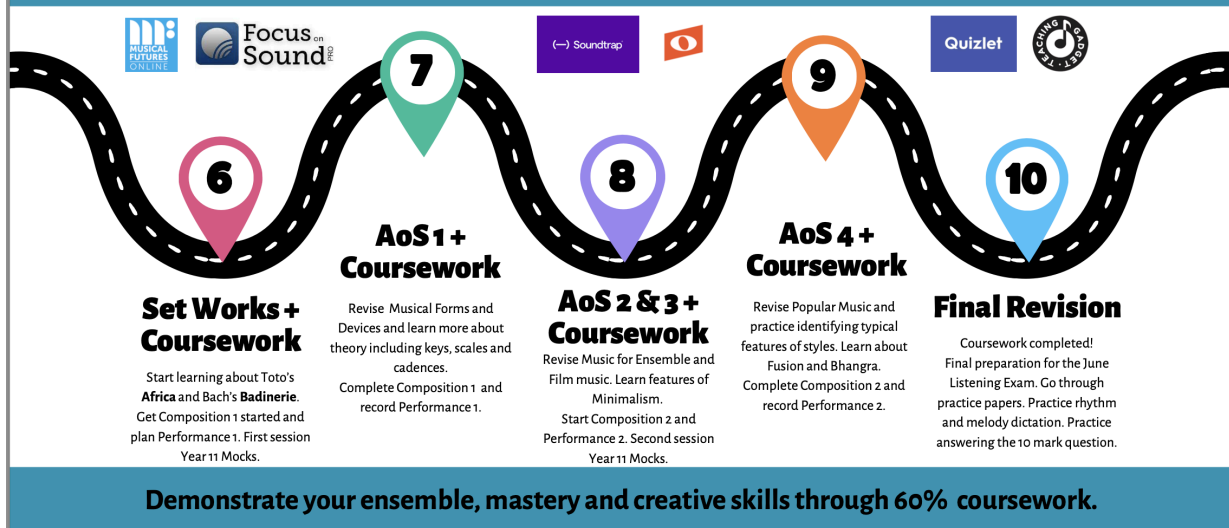 MUSICAL
FUTURES
ONLINE
Focus on
Sound PRO
(—) Soundtrap
Quizlet
TEACHING GADGET
6
7
8
9
10
Set Works +
Coursework
Start learning about Toto's
Africa and Bach's Badinerie.
Get Composition 1 started and
plan Performance 1. First session
Year 11 Mocks.
AoS 1 +
Coursework
Revise Musical Forms and
Devices and learn more about
theory including keys, scales and
cadences.
Complete Composition 1 and
record Performance 1.
AoS 2 & 3 +
Coursework
Revise Music for Ensemble and
Film music. Learn features of
Minimalism.
Start Composition 2 and
Performance 2. Second session
Year 11 Mocks.
AoS 4 +
Coursework
Revise Popular Music and
practice identifying typical
features of styles. Learn about
Fusion and Bhangra.
Complete Composition 2 and
record Performance 2.
Final Revision
Coursework completed!
Final preparation for the June
Listening Exam. Go through
practice papers. Practice rhythm
and melody dictation. Practice
answering the 10 mark question.
Demonstrate your ensemble, mastery and creative skills through 60% coursework.